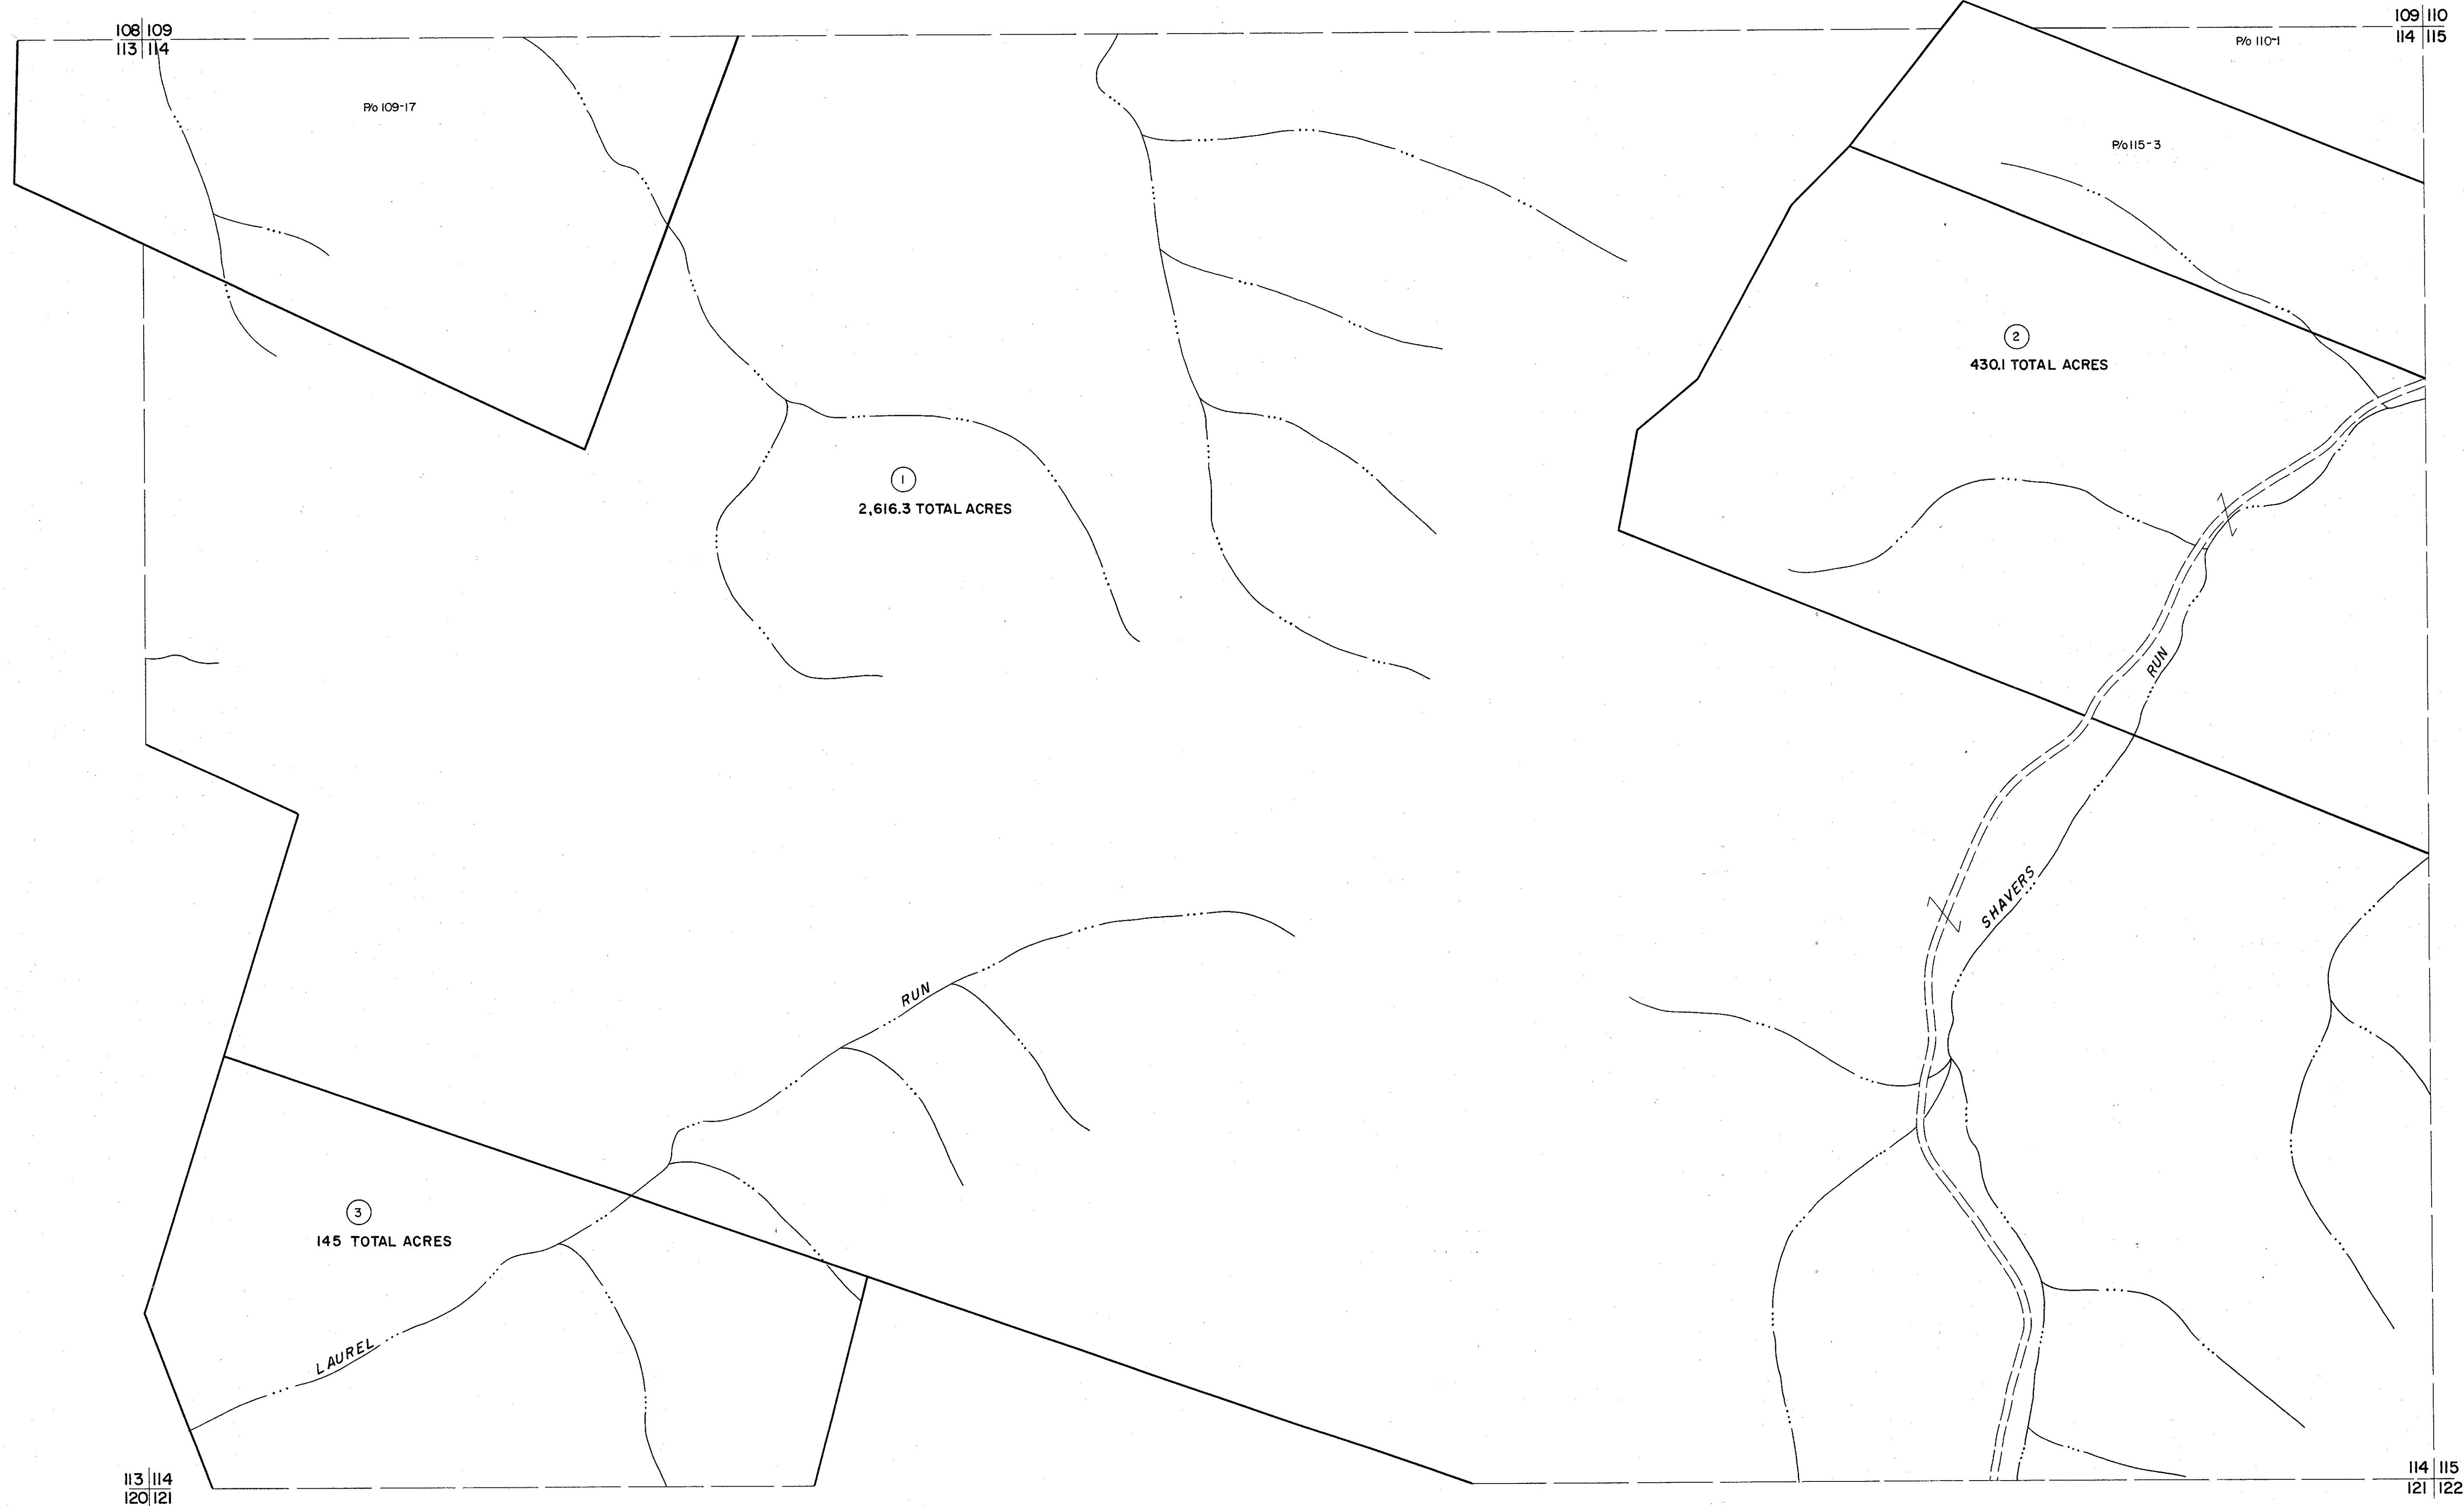 108 109
113 114
109 110
114 115
P/o 110-1
P/o 109-17
P/o 115-3
2
430.1 TOTAL ACRES
1
2,616.3 TOTAL ACRES
RUN
SHAVERS
RUN
3
145 TOTAL ACRES
LAUREL
113 114
120 121
114 115
121 122